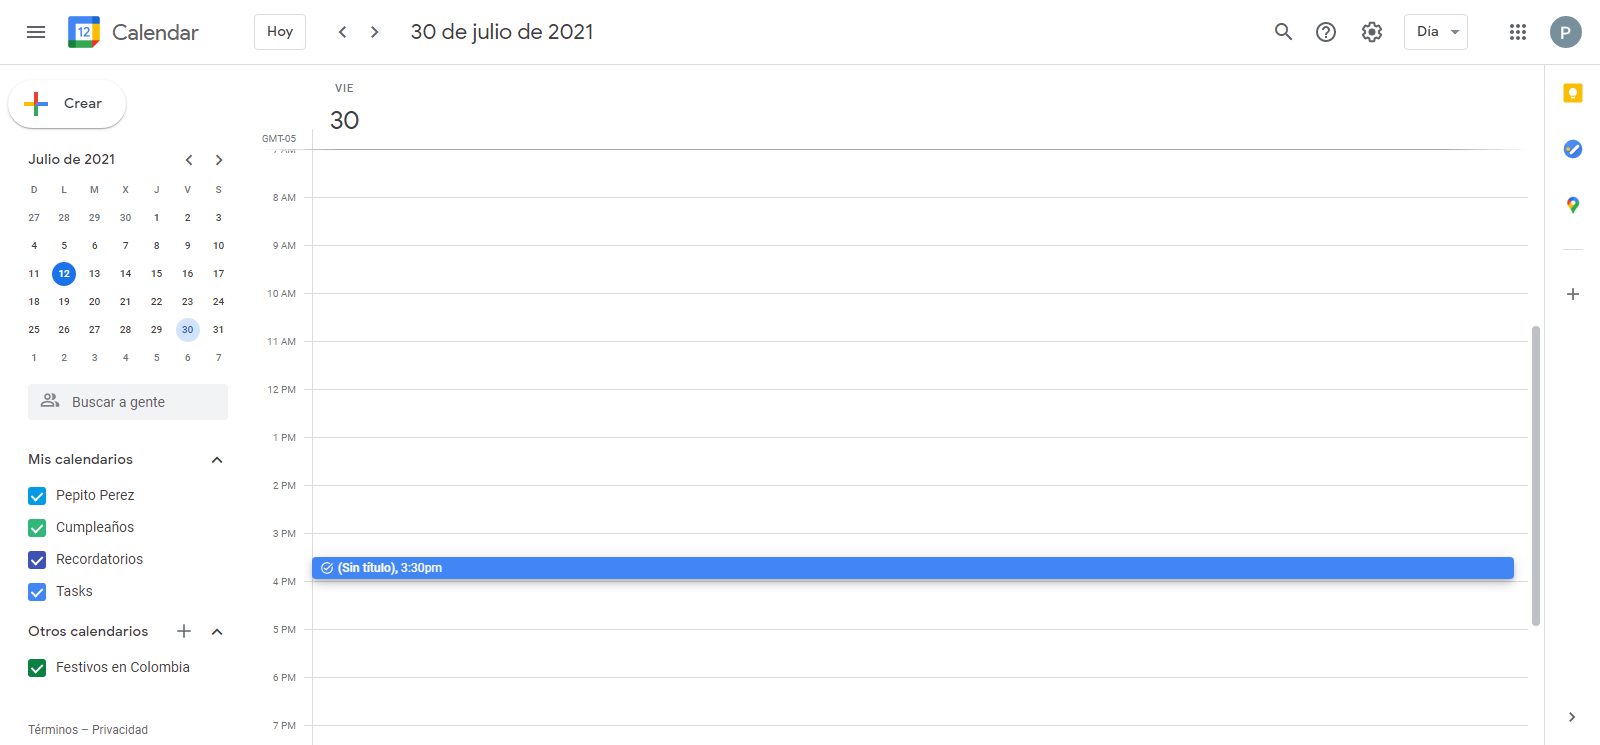 12 Calendar Hoy 30 de julio de 2021 Día P
Crear
Julio de 2021
D L M X J V S
27 28 29 30 1 2 3
4 5 6 7 8 9 10
11 12 13 14 15 16 17
18 19 20 21 22 23 24
25 26 27 28 29 30 31
1 2 3 4 5 6 7
Buscar a gente
Mis calendarios
Pepito Perez
Cumpleaños
Recordatorios
Tasks
Otros calendarios
Festivos en Colombia
Términos – Privacidad
VIE
30
GMT-05
7 AM
8 AM
9 AM
10 AM
11 AM
12 PM
1 PM
2 PM
3 PM
(Sin título), 3:30pm
4 PM
5 PM
6 PM
7 PM